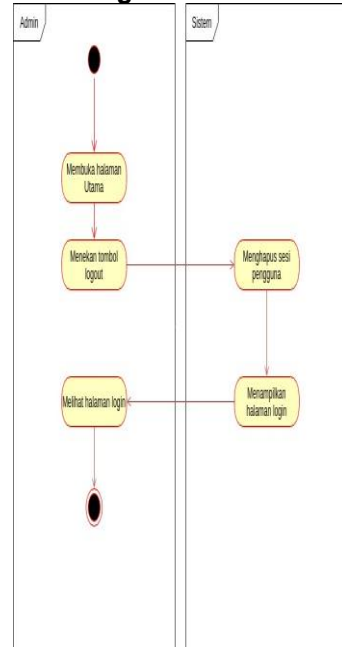 Admin
Sistem
Membuka halaman
Utama
Menekan tombol
logout
Menghapus sesi
pengguna
Menampilkan
halaman login
Melihat halaman login